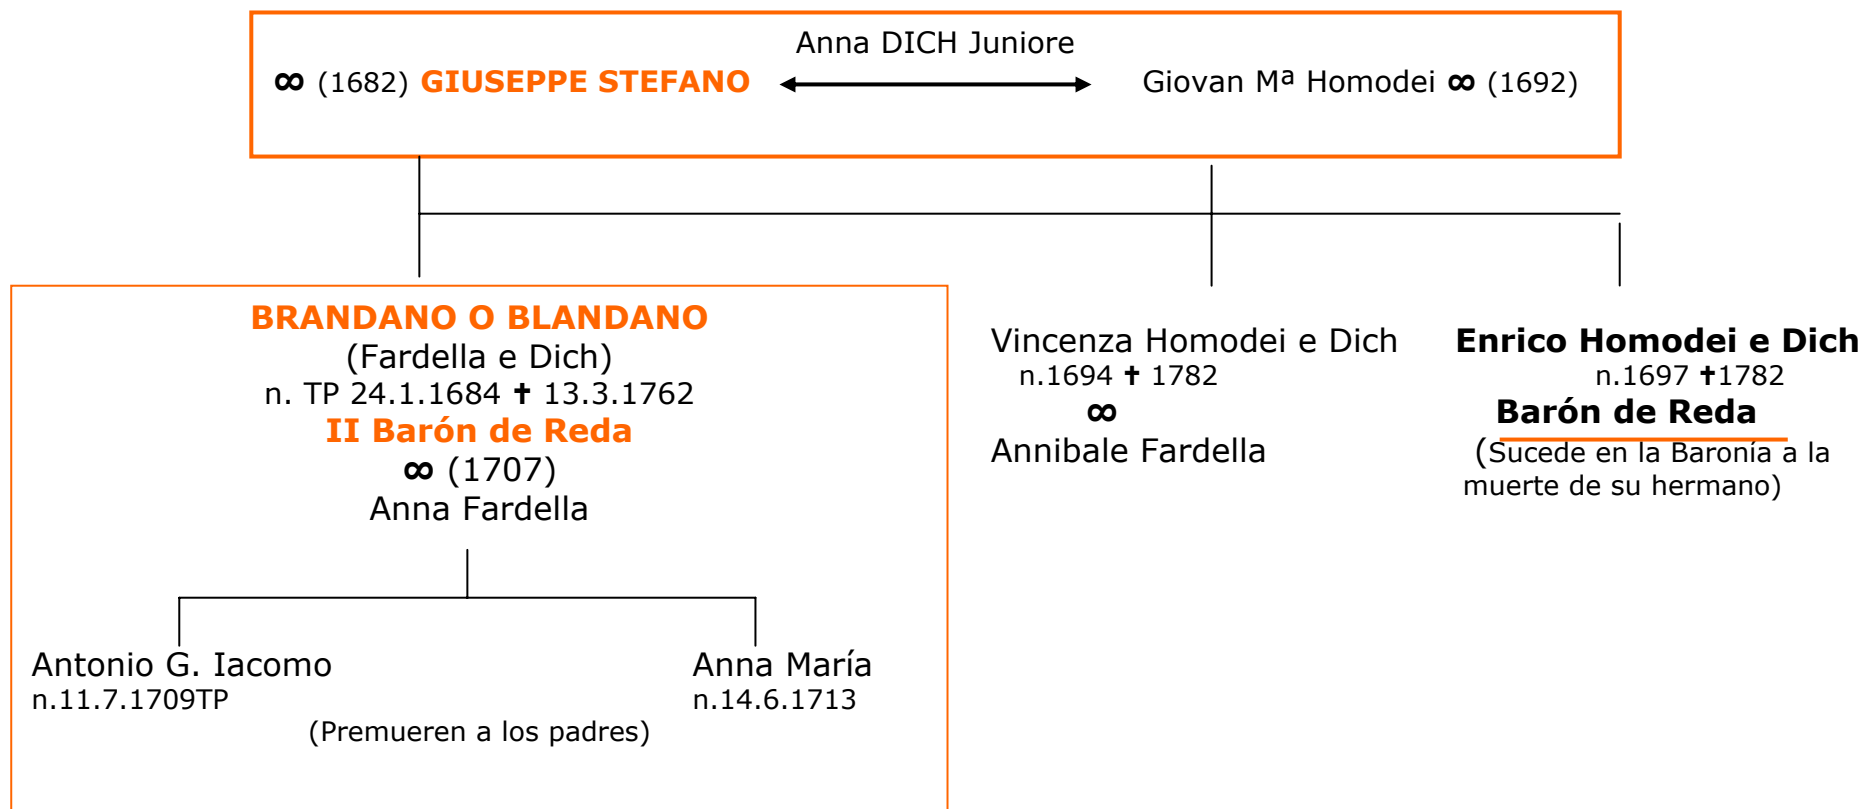 Anna DICH Juniore
∞ (1682) GIUSEPPE STEFANO
Giovan Mª Homodei ∞ (1692)
BRANDANO O BLANDANO
(Fardella e Dich)
n. TP 24.1.1684 ✝ 13.3.1762
II Barón de Reda
∞ (1707)
Anna Fardella
Vincenza Homodei e Dich
n.1694 ✝ 1782
∞
Annibale Fardella
Enrico Homodei e Dich
n.1697 ✝1782
Barón de Reda
(Sucede en la Baronía a la
muerte de su hermano)
Antonio G. Iacomo
n.11.7.1709TP
Anna María
n.14.6.1713
(Premueren a los padres)